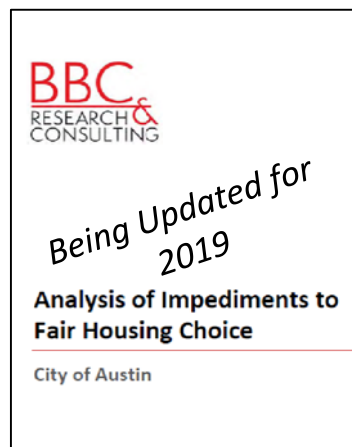 BBC
RESEARCH &
CONSULTING
Being Updated for
2019
Analysis of Impediments to
Fair Housing Choice
City of Austin